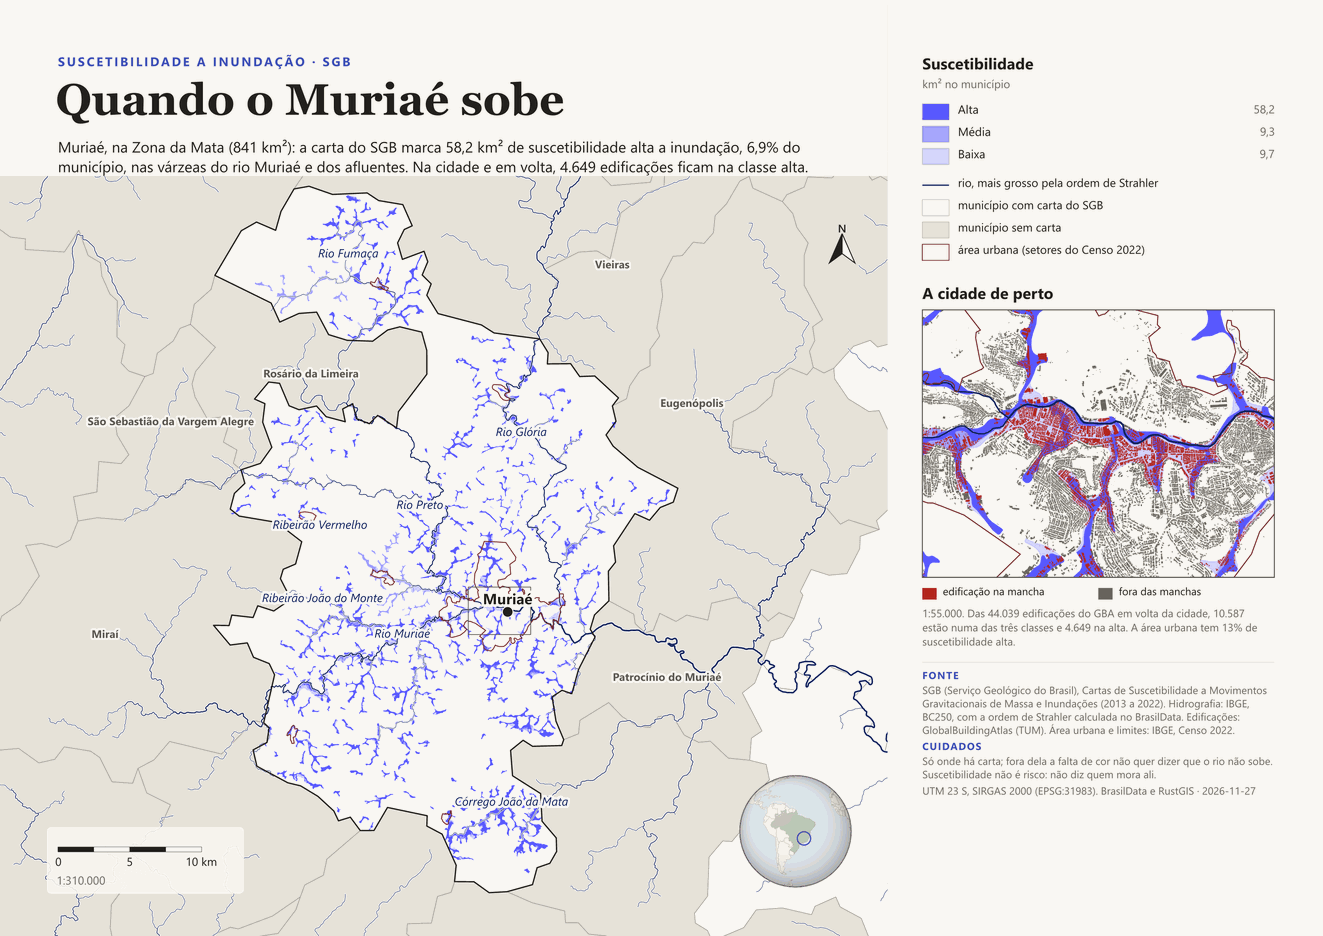 SUSCETIBILIDADE A INUNDAÇÃO · SGB
Quando o Muriaé sobe
Muriaé, na Zona da Mata (841 km²): a carta do SGB marca 58,2 km² de suscetibilidade alta a inundação, 6,9% do
município, nas várzeas do rio Muriaé e dos afluentes. Na cidade e em volta, 4.649 edificações ficam na classe alta.
N
Rio Fumaça
Vieiras
Rosário da Limeira
São Sebastião da Vargem Alegre
Eugenópolis
Rio Glória
Rio Preto
Ribeirão Vermelho
Ribeirão João do Monte
Muriaé
Rio Muriaé
Miraí
Patrocínio do Muriaé
Córrego João da Mata
0 5 10 km
1:310.000
Suscetibilidade
km² no município
Alta 58,2
Média 9,3
Baixa 9,7
rio, mais grosso pela ordem de Strahler
município com carta do SGB
município sem carta
área urbana (setores do Censo 2022)
A cidade de perto
edificação na mancha fora das manchas
1:55.000. Das 44.039 edificações do GBA em volta da cidade, 10.587
estão numa das três classes e 4.649 na alta. A área urbana tem 13% de
suscetibilidade alta.
FONTE
SGB (Serviço Geológico do Brasil), Cartas de Suscetibilidade a Movimentos
Gravitacionais de Massa e Inundações (2013 a 2022). Hidrografia: IBGE,
BC250, com a ordem de Strahler calculada no BrasilData. Edificações:
GlobalBuildingAtlas (TUM). Área urbana e limites: IBGE, Censo 2022.
CUIDADOS
Só onde há carta; fora dela a falta de cor não quer dizer que o rio não sobe.
Suscetibilidade não é risco: não diz quem mora ali.
UTM 23 S, SIRGAS 2000 (EPSG:31983). BrasilData e RustGIS · 2026-11-27